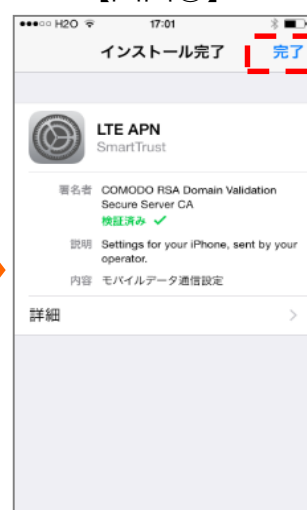 ●●●○○ H2O 17:01
インストール完了 完了
LTE APN
SmartTrust
署名者 COMODO RSA Domain Validation
Secure Server CA
検証済み ✓
説明 Settings for your iPhone, sent by your
operator.
内容 モバイルデータ通信設定
詳細